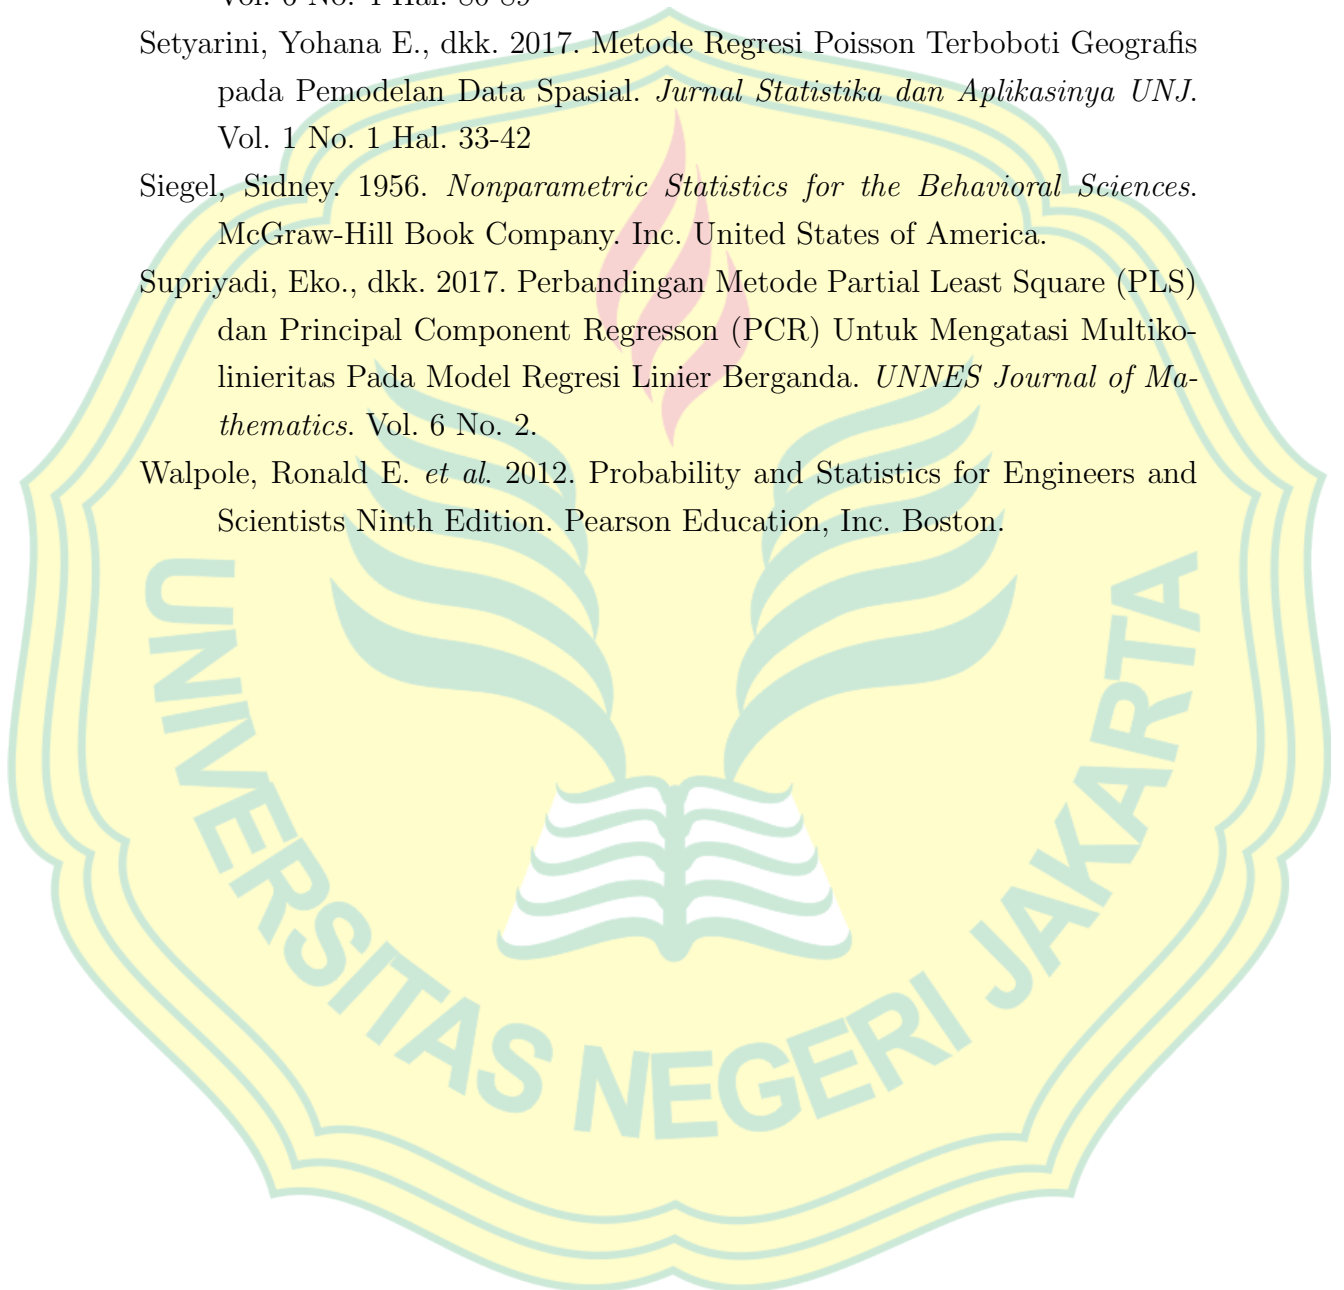 Setyarini, Yohana E., dkk. 2017. Metode Regresi Poisson Terboboti Geografis
pada Pemodelan Data Spasial. Jurnal Statistika dan Aplikasinya UNJ.
Vol. 1 No. 1 Hal. 33-42
Siegel, Sidney. 1956. Nonparametric Statistics for the Behavioral Sciences.
McGraw-Hill Book Company. Inc. United States of America.
Supriyadi, Eko., dkk. 2017. Perbandingan Metode Partial Least Square (PLS)
dan Principal Component Regresson (PCR) Untuk Mengatasi Multiko-
linieritas Pada Model Regresi Linier Berganda. UNNES Journal of Ma-
thematics. Vol. 6 No. 2.
Walpole, Ronald E. et al. 2012. Probability and Statistics for Engineers and
Scientists Ninth Edition. Pearson Education, Inc. Boston.
UNIVERSITAS NEGERI JAKARTA